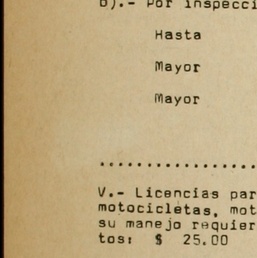 b).- Por inspecci
Hasta
Mayor
Mayor
....................
V.- Licencias par
motocicletas, mot
su manejo requier
tos: $ 25.00